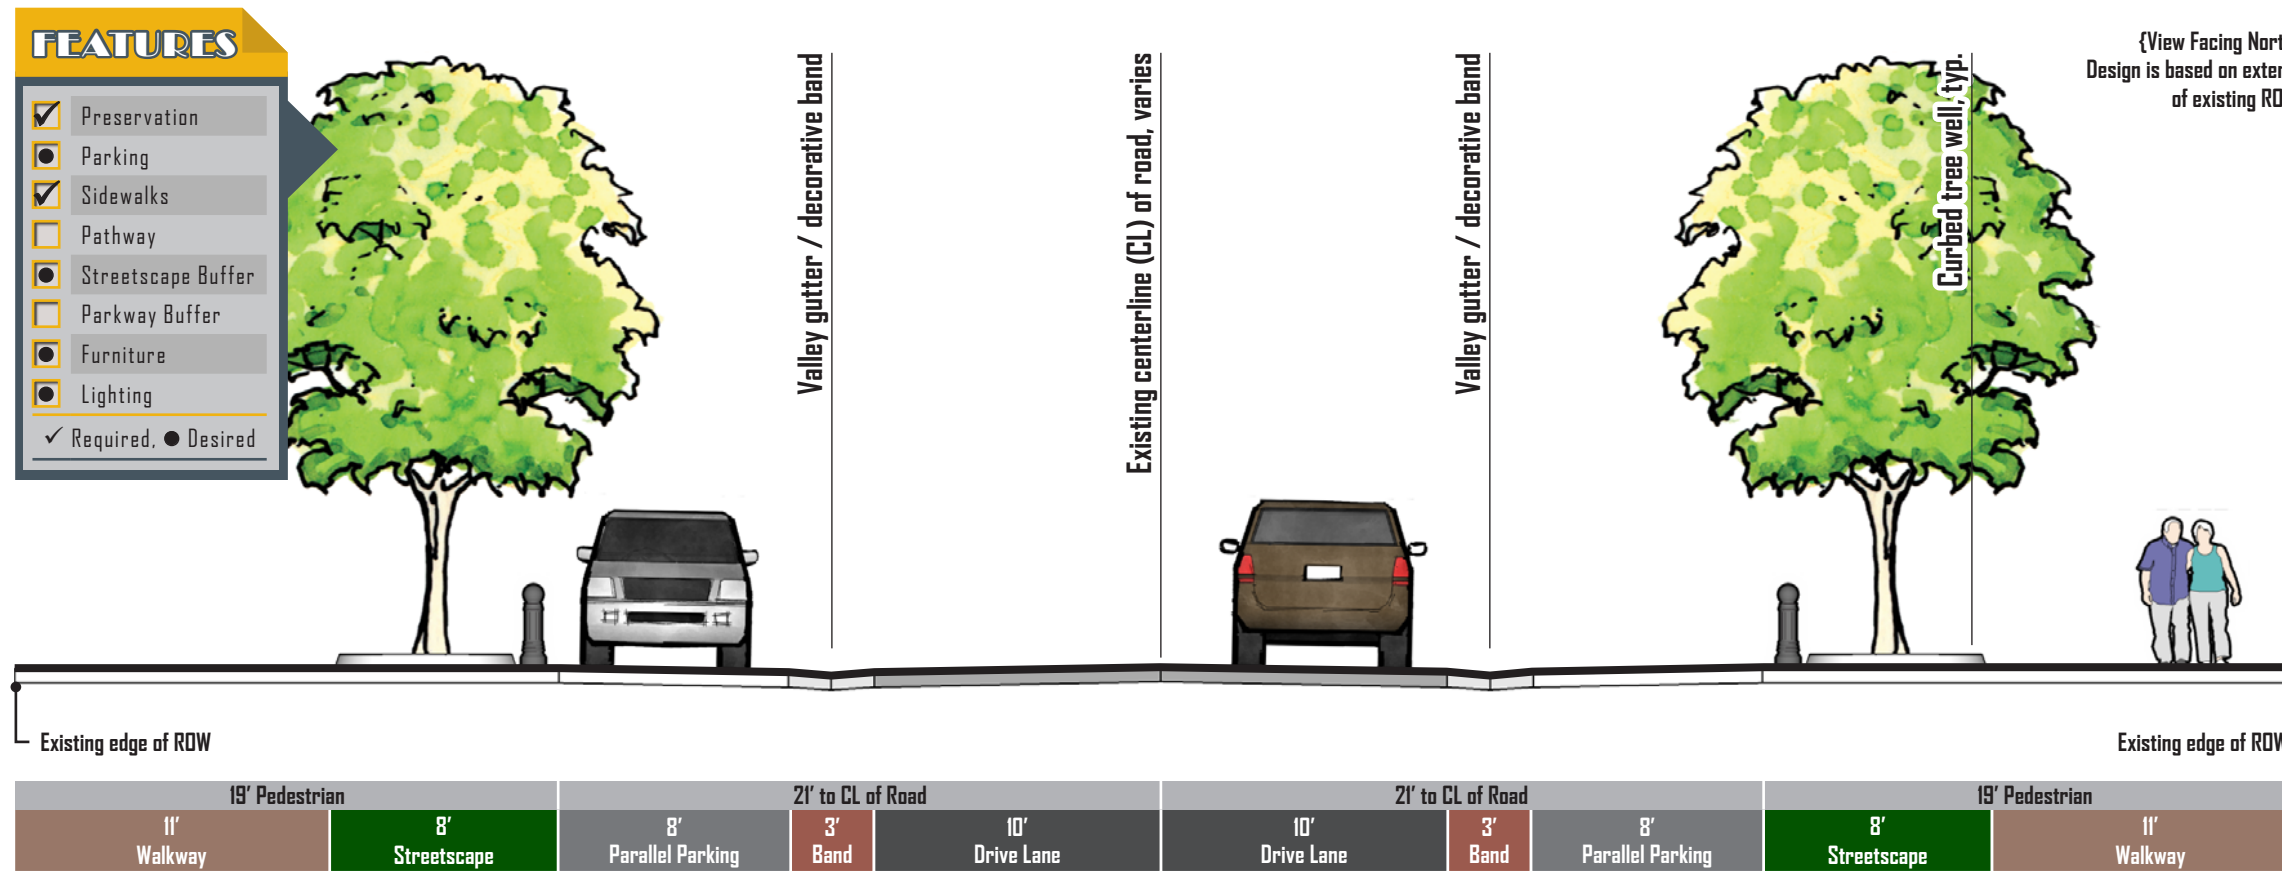 FEATURES
Preservation
Parking
Sidewalks
Pathway
Streetscape Buffer
Parkway Buffer
Furniture
Lighting
✓ Required, ● Desired
Valley gutter / decorative band
Existing centerline (CL) of road, varies
Valley gutter / decorative band
Curbed tree well, typ.
{View Facing Nort
Design is based on exten
of existing RO
Existing edge of ROW
Existing edge of ROW
19' Pedestrian
21' to CL of Road
21' to CL of Road
19' Pedestrian
11'
Walkway
8'
Streetscape
8'
Parallel Parking
3'
Band
10'
Drive Lane
10'
Drive Lane
3'
Band
8'
Parallel Parking
8'
Streetscape
11'
Walkway